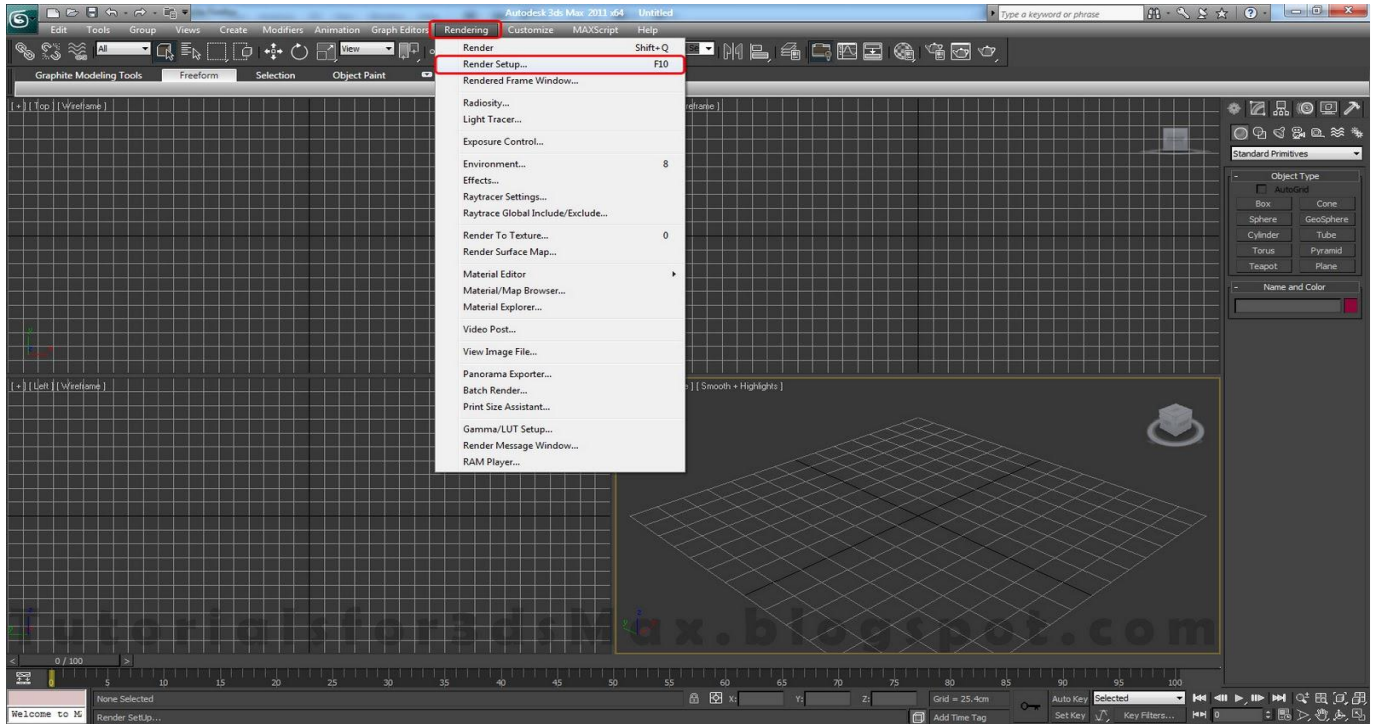 Autodesk 3ds Max 2011 x64 Untitled
Type a keyword or phrase
Edit Tools Group Views Create Modifiers Animation Graph Editors Rendering Customize MAXScript Help
All
View
Graphite Modeling Tools Freeform Selection Object Paint
Render Shift+Q
Render Setup... F10
Rendered Frame Window...
Radiosity...
Light Tracer...
Exposure Control...
Environment... 8
Effects...
Raytracer Settings...
Raytrace Global Include/Exclude...
Render To Texture... 0
Render Surface Map...
Material Editor
Material/Map Browser...
Material Explorer...
Video Post...
View Image File...
Panorama Exporter...
Batch Render...
Print Size Assistant...
Gamma/LUT Setup...
Render Message Window...
RAM Player...
[ + ] [ Top ] [ Wireframe ]
[ + ] [ Left ] [ Wireframe ]
] [ Smooth + Highlights ]
Standard Primitives
- Object Type
AutoGrid
Box Cone
Sphere GeoSphere
Cylinder Tube
Torus Pyramid
Teapot Plane
- Name and Color
Tutorialsfor3dsMax.blogspot.com
< 0 / 100 >
0 5 10 15 20 25 30 35 40 45 50 55 60 65 70 75 80 85 90 95 100
None Selected X: Y: Z: Grid = 25.4cm Auto Key Selected
Welcome to M Render SetUp... Add Time Tag Set Key Key Filters... 0